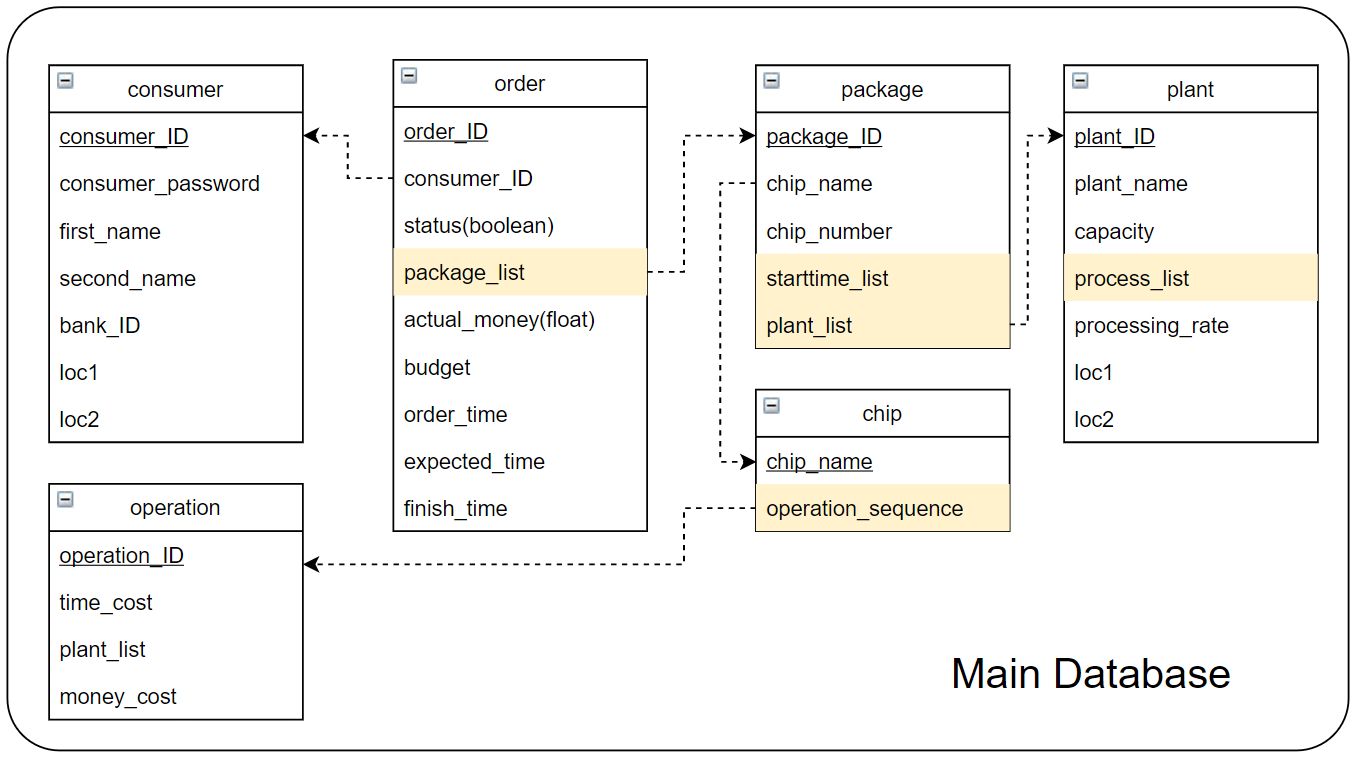 consumer
consumer_ID
consumer_password
first_name
second_name
bank_ID
loc1
loc2
order
order_ID
consumer_ID
status(boolean)
package_list
actual_money(float)
budget
order_time
expected_time
finish_time
package
package_ID
chip_name
chip_number
starttime_list
plant_list
plant
plant_ID
plant_name
capacity
process_list
processing_rate
loc1
loc2
operation
operation_ID
time_cost
plant_list
money_cost
chip
chip_name
operation_sequence
Main Database